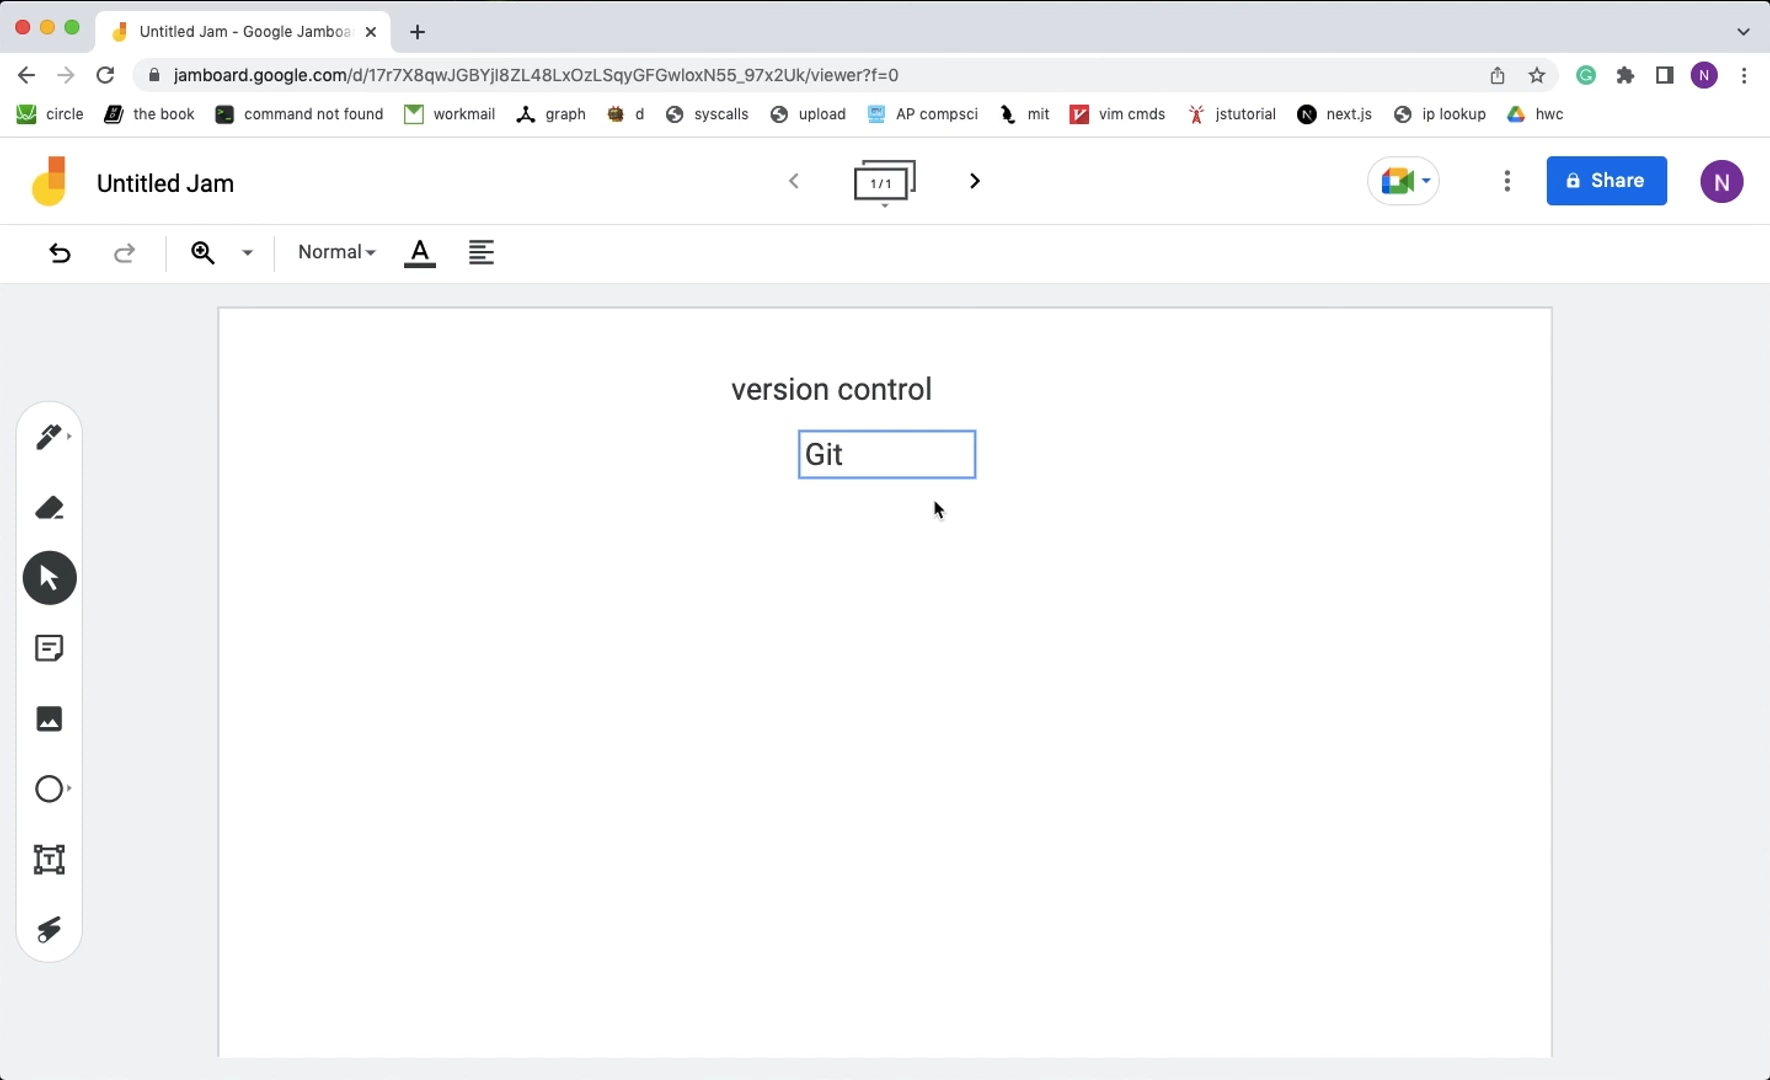 Untitled Jam - Google Jamboa
jamboard.google.com/d/17r7X8qwJGBYjI8ZL48LxOzLSqyGFGwloxN55_97x2Uk/viewer?f=0
N
circle the book command not found workmail graph d syscalls upload AP compsci mit vim cmds jstutorial next.js ip lookup hwc
Untitled Jam
1/1
Share
N
Normal
A
version control
Git